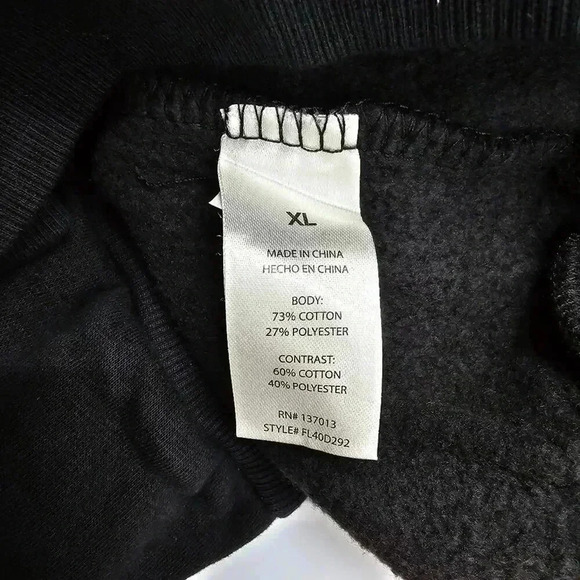 XL
MADE IN CHINA
HECHO EN CHINA
BODY:
73% COTTON
27% POLYESTER
CONTRAST:
60% COTTON
40% POLYESTER
RN# 137013
STYLE# FL40D292